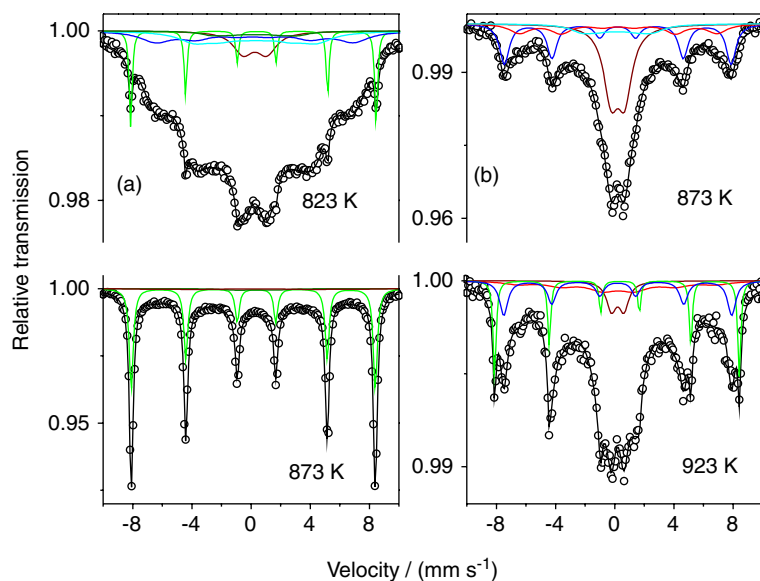 1.00
0.98
(a)
823 K
0.99
0.96
(b)
873 K
1.00
0.95
873 K
-8 -4 0 4 8
1.00
0.99
923 K
-8 -4 0 4 8
Relative transmission
Velocity / (mm s-1)